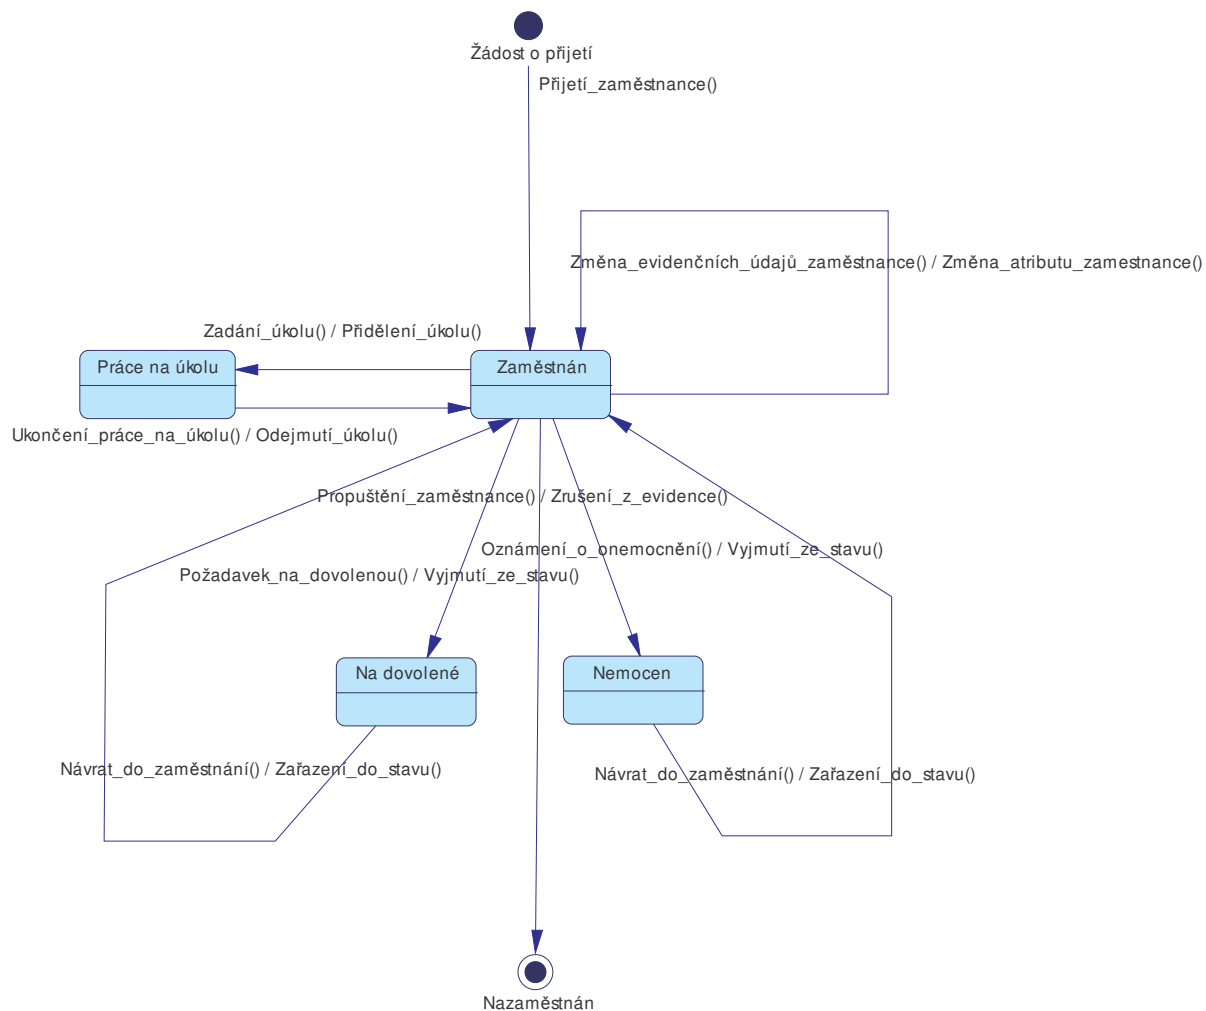 Žádost o přijetí
Přijetí_zaměstnance()
Změna_evidenčních_údajů_zaměstnance() / Změna_atributu_zamestnance()
Zadání_úkolu() / Přidělení_úkolu()
Práce na úkolu
Zaměstnán
Ukončení_práce_na_úkolu() / Odejmutí_úkolu()
Propuštění_zaměstnance() / Zrušení_z_evidence()
Oznámení_o_onemocnění() / Vyjmutí_ze_stavu()
Požadavek_na_dovolenou() / Vyjmutí_ze_stavu()
Na dovolené
Nemocen
Návrat_do_zaměstnání() / Zařazení_do_stavu()
Návrat_do_zaměstnání() / Zařazení_do_stavu()
Nazaměstnán